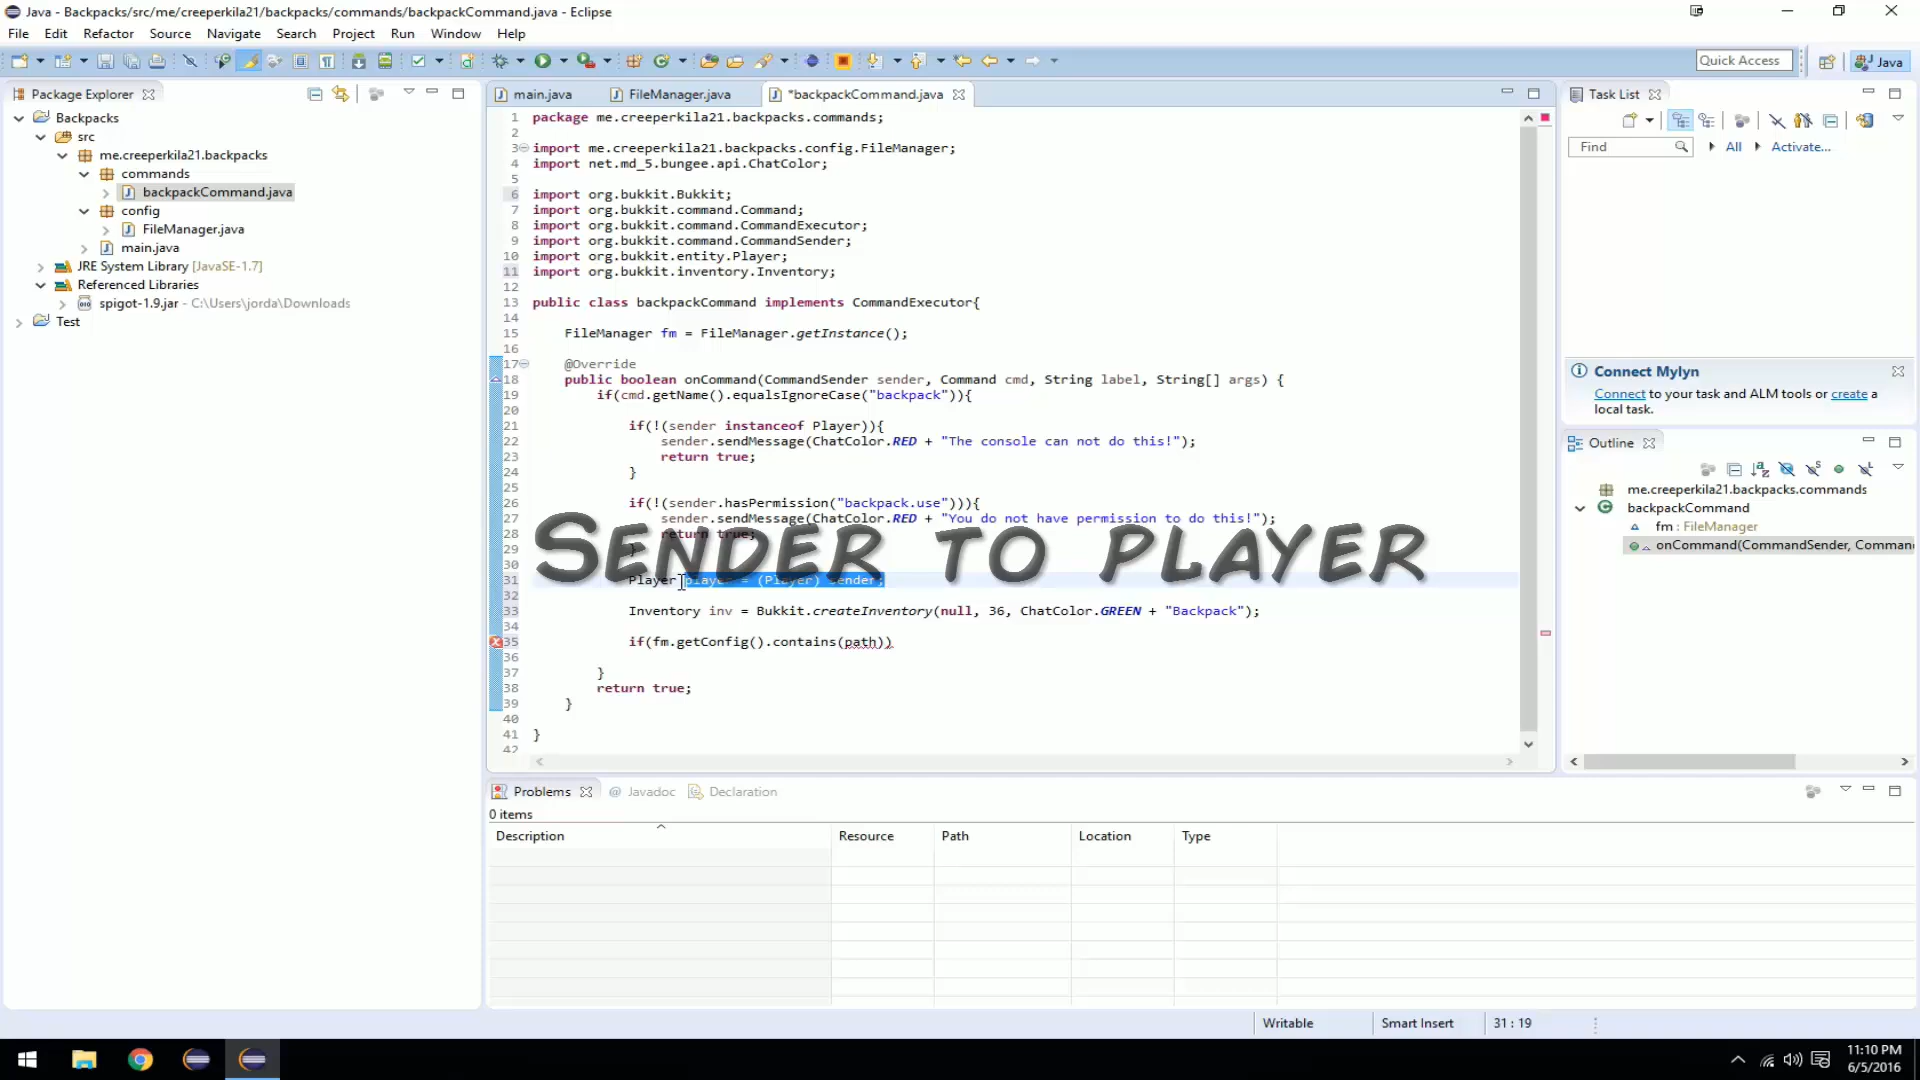 Java - Backpacks/src/me/creeperkila21/backpacks/commands/backpackCommand.java - Eclipse
File Edit Refactor Source Navigate Search Project Run Window Help
Quick Access
Java
Package Explorer
Backpacks
src
me.creeperkila21.backpacks
commands
backpackCommand.java
config
FileManager.java
main.java
JRE System Library [JavaSE-1.7]
Referenced Libraries
spigot-1.9.jar - C:\Users\jorda\Downloads
Test
main.java FileManager.java *backpackCommand.java
1 package me.creeperkila21.backpacks.commands;
2
3 import me.creeperkila21.backpacks.config.FileManager;
4 import net.md_5.bungee.api.ChatColor;
5
6 import org.bukkit.Bukkit;
7 import org.bukkit.command.Command;
8 import org.bukkit.command.CommandExecutor;
9 import org.bukkit.command.CommandSender;
10 import org.bukkit.entity.Player;
11 import org.bukkit.inventory.Inventory;
12
13 public class backpackCommand implements CommandExecutor{
14
15 FileManager fm = FileManager.getInstance();
16
17 @Override
18 public boolean onCommand(CommandSender sender, Command cmd, String label, String[] args) {
19 if(cmd.getName().equalsIgnoreCase("backpack")){
20
21 if(!(sender instanceof Player)){
22 sender.sendMessage(ChatColor.RED + "The console can not do this!");
23 return true;
24 }
25
26 if(!(sender.hasPermission("backpack.use"))){
27 sender.sendMessage(ChatColor.RED + "You do not have permission to do this!");
28 return true;
29 }
30
Sender to player
31 Player player = (Player) sender;
32
33 Inventory inv = Bukkit.createInventory(null, 36, ChatColor.GREEN + "Backpack");
34
35 if(fm.getConfig().contains(path))
36
37 }
38 return true;
39 }
40
41 }
42
Task List
Find All Activate...
Connect Mylyn
Connect to your task and ALM tools or create a
local task.
Outline
me.creeperkila21.backpacks.commands
backpackCommand
fm : FileManager
onCommand(CommandSender, Comman
Problems @ Javadoc Declaration
0 items
Description Resource Path Location Type
Writable Smart Insert 31 : 19
11:10 PM
6/5/2016